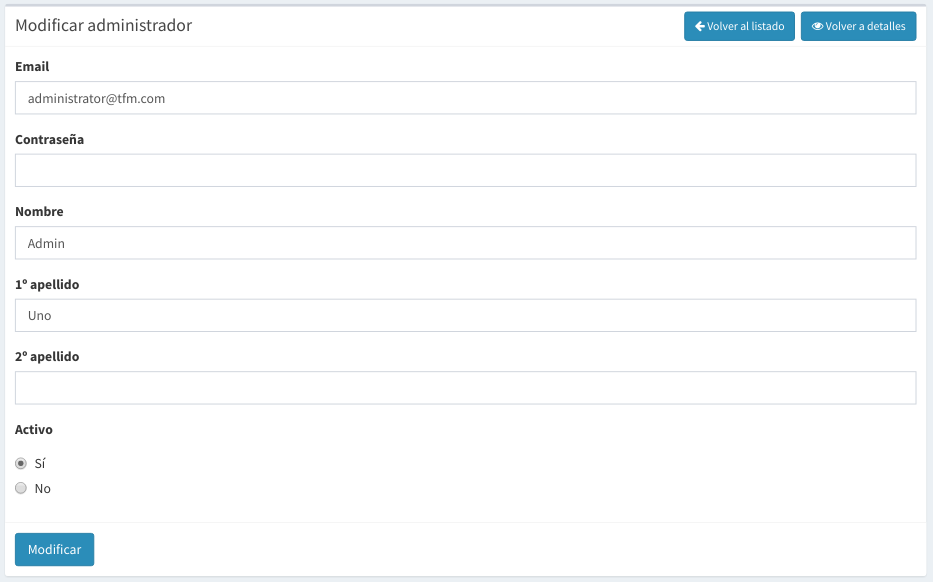 Modificar administrador
Volver al listado
Volver a detalles
Email
administrator@tfm.com
Contraseña
Nombre
Admin
1º apellido
Uno
2º apellido
Activo
Sí
No
Modificar